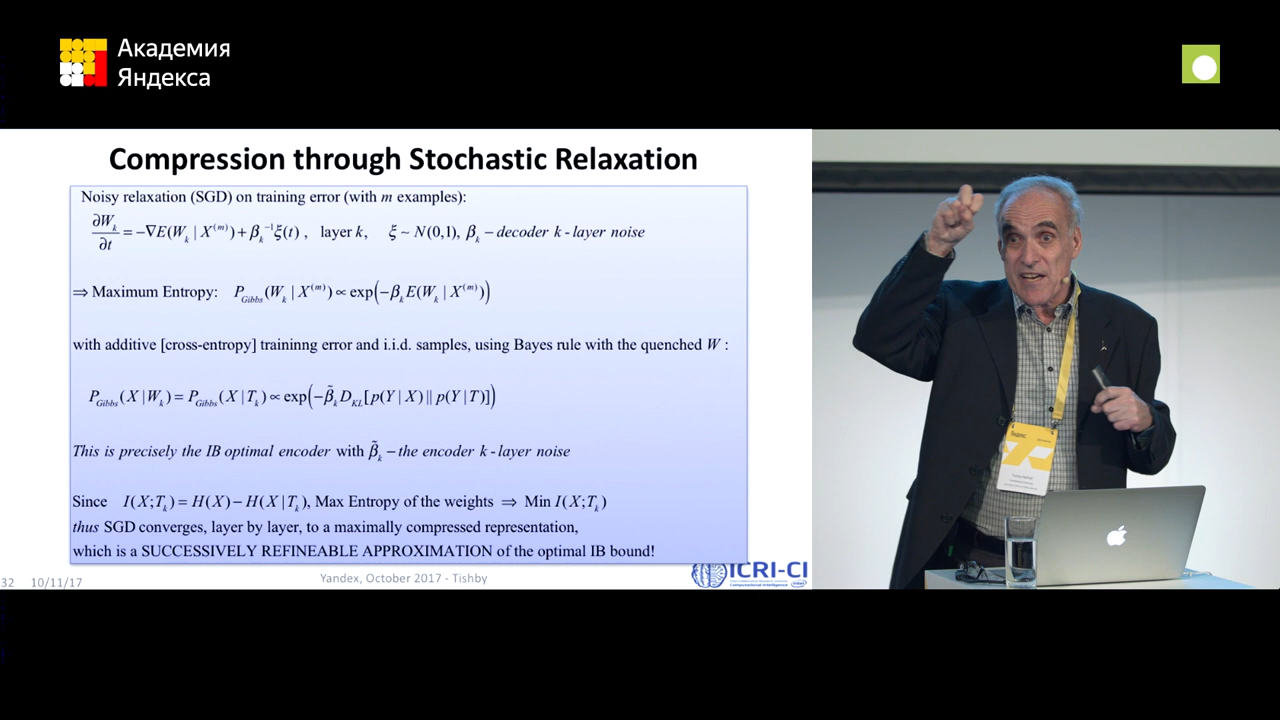 Академия
Яндекса
Compression through Stochastic Relaxation
Noisy relaxation (SGD) on training error (with m examples):
∂W_k/∂t = −∇E(W_k | X^(m)) + β_k^−1 ξ(t) , layer k, ξ ~ N(0,1), β_k − decoder k - layer noise
⇒ Maximum Entropy: P_Gibbs(W_k | X^(m)) ∝ exp(−β_k E(W_k | X^(m)))
with additive [cross-entropy] traininng error and i.i.d. samples, using Bayes rule with the quenched W :
P_Gibbs(X | W_k) = P_Gibbs(X | T_k) ∝ exp(−β̃_k D_KL[p(Y | X) || p(Y | T)])
This is precisely the IB optimal encoder with β̃_k − the encoder k - layer noise
Since I(X;T_k) = H(X) − H(X | T_k), Max Entropy of the weights ⇒ Min I(X;T_k)
thus SGD converges, layer by layer, to a maximally compressed representation,
which is a SUCCESSIVELY REFINEABLE APPROXIMATION of the optimal IB bound!
32 10/11/17
Yandex, October 2017 - Tishby
ICRI-CI
Яндекс